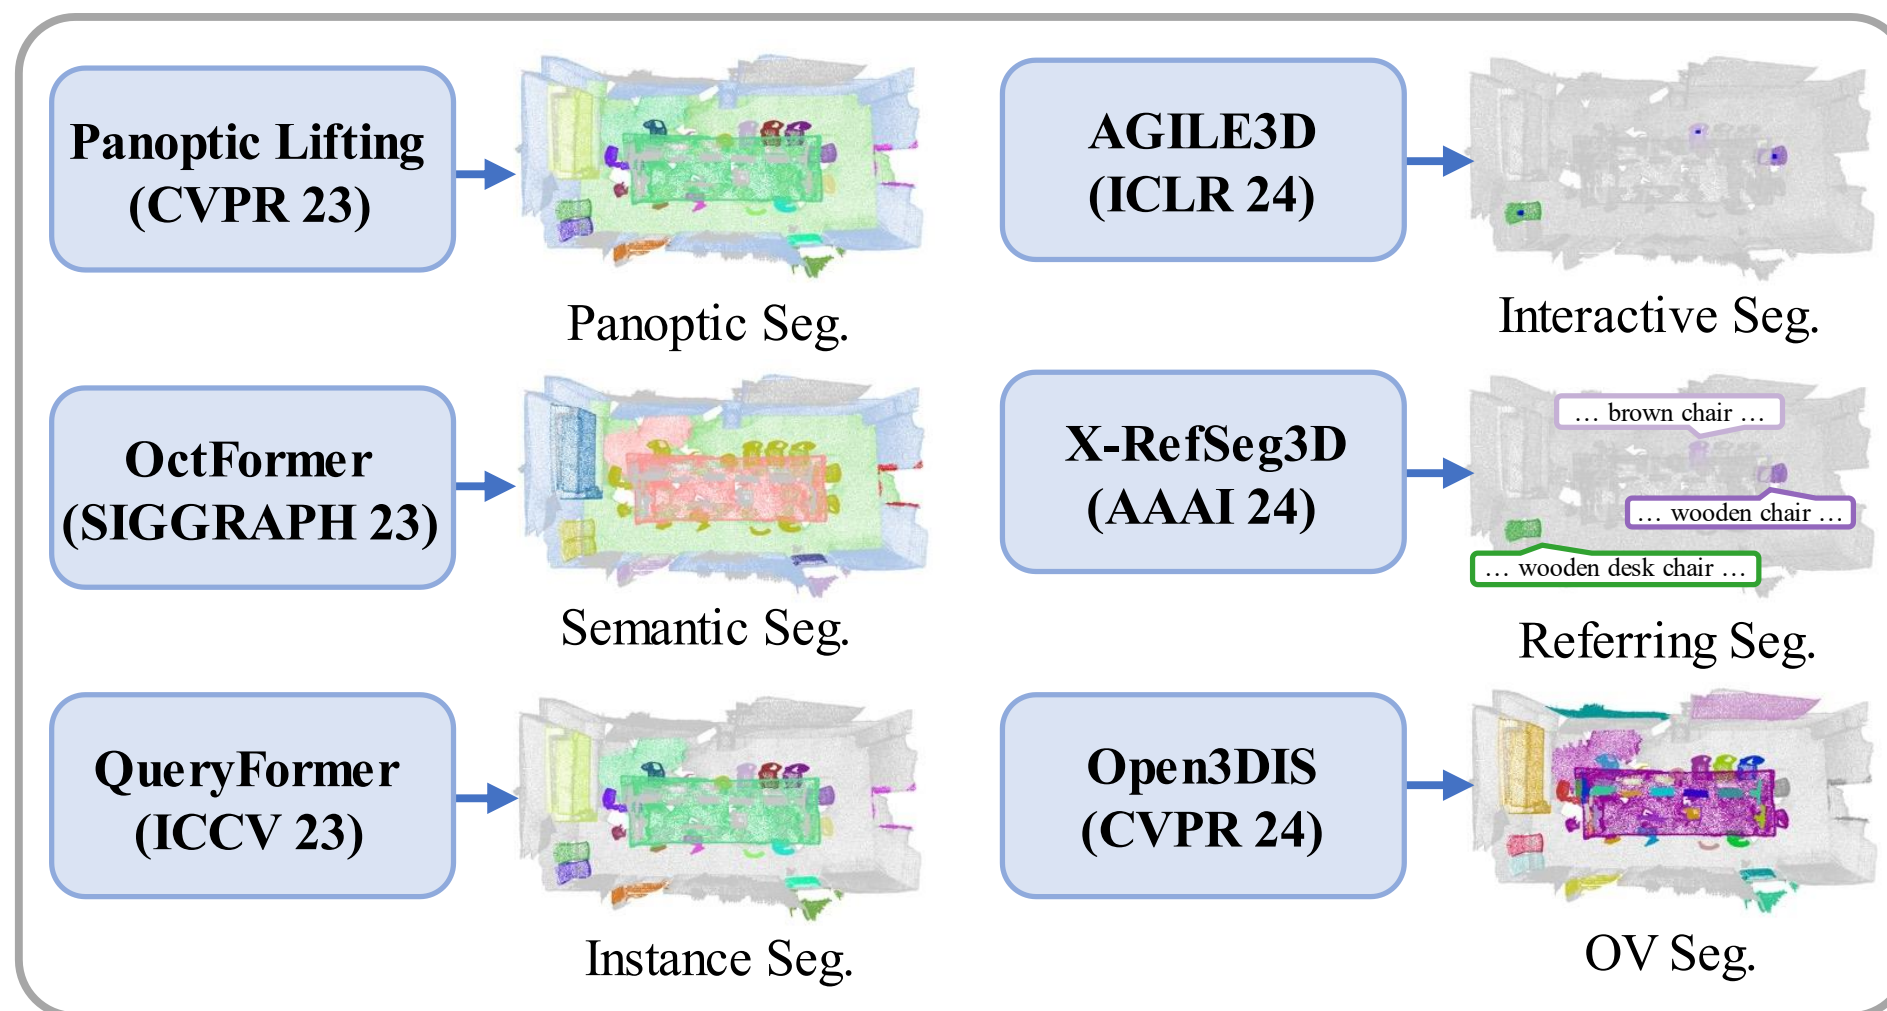 Panoptic Lifting
(CVPR 23)
Panoptic Seg.
OctFormer
(SIGGRAPH 23)
Semantic Seg.
QueryFormer
(ICCV 23)
Instance Seg.
AGILE3D
(ICLR 24)
Interactive Seg.
X-RefSeg3D
(AAAI 24)
... brown chair ...
... wooden chair ...
... wooden desk chair ...
Referring Seg.
Open3DIS
(CVPR 24)
OV Seg.